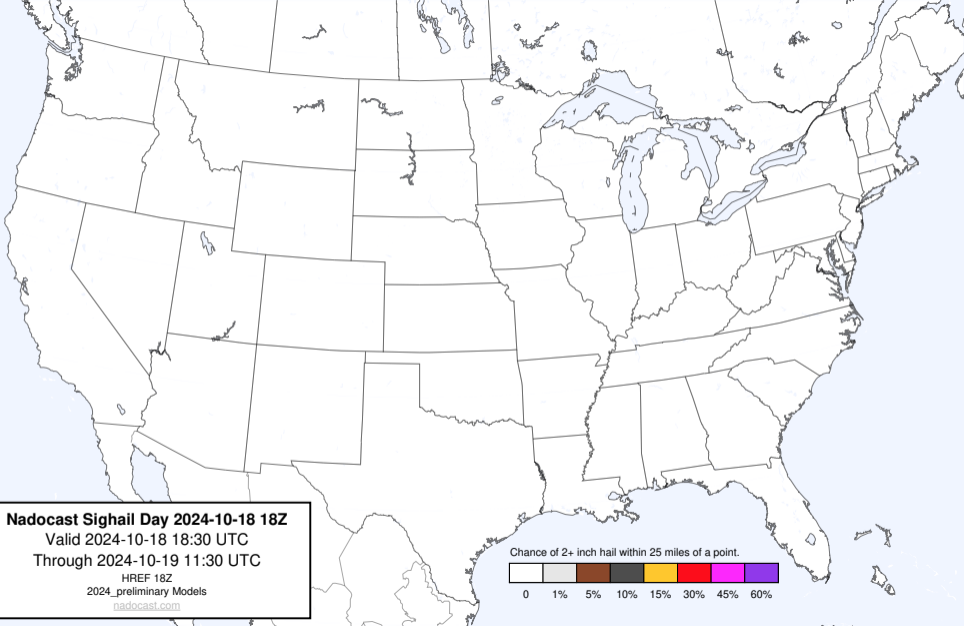 Nadocast Sighail Day 2024-10-18 18Z
Valid 2024-10-18 18:30 UTC
Through 2024-10-19 11:30 UTC
HREF 18Z
2024_preliminary Models
nadocast.com
Chance of 2+ inch hail within 25 miles of a point.
0 1% 5% 10% 15% 30% 45% 60%